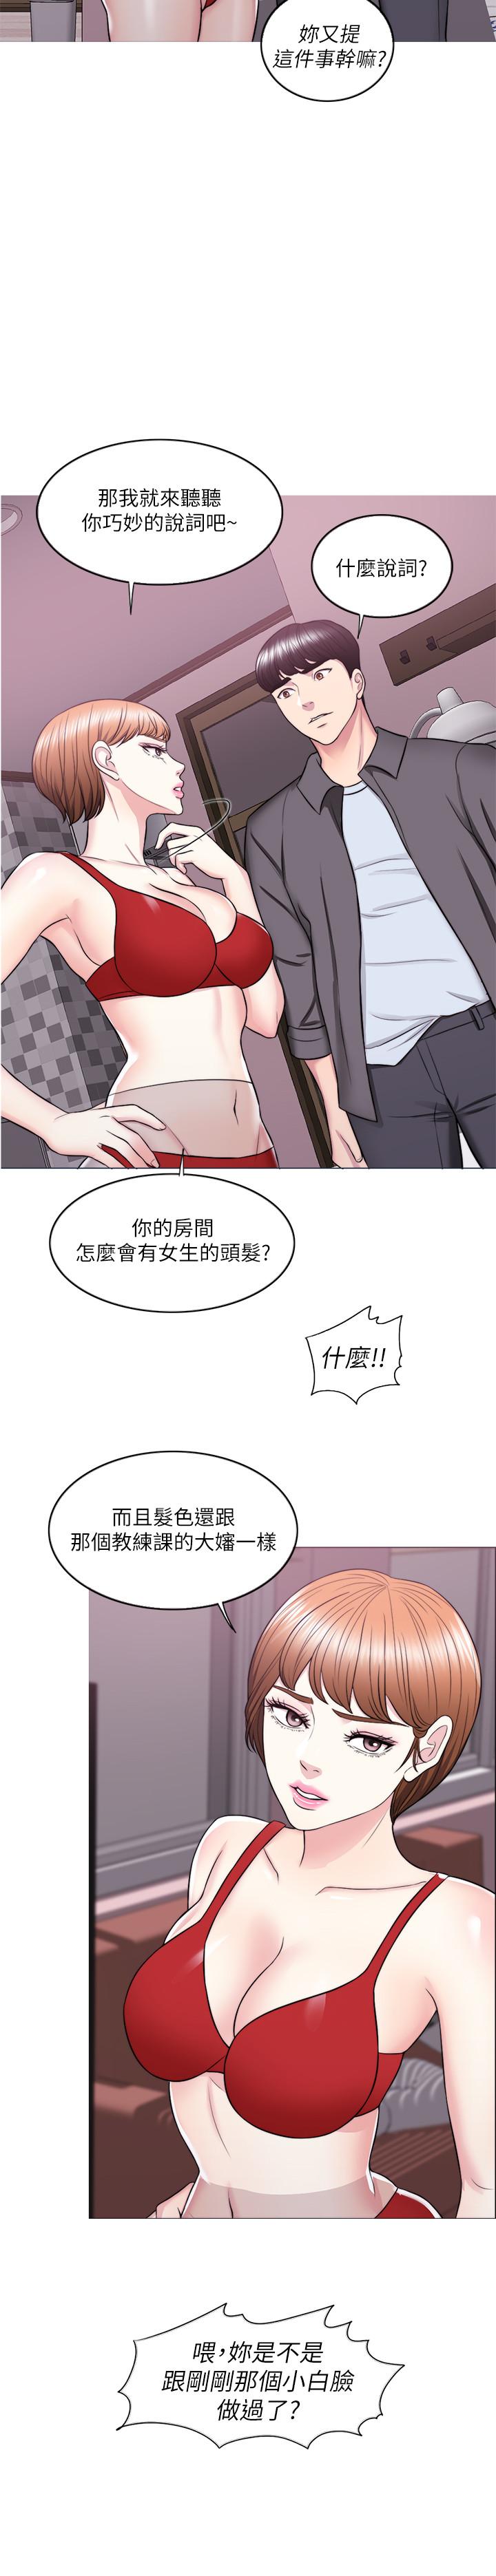 妳又提
這件事幹嘛?
那我就來聽聽
你巧妙的說詞吧~
什麼說詞?
你的房間
怎麼會有女生的頭髮?
什麼!!
而且髮色還跟
那個教練課的大嬸一樣
喂,妳是不是
跟剛剛那個小白臉
做過了?